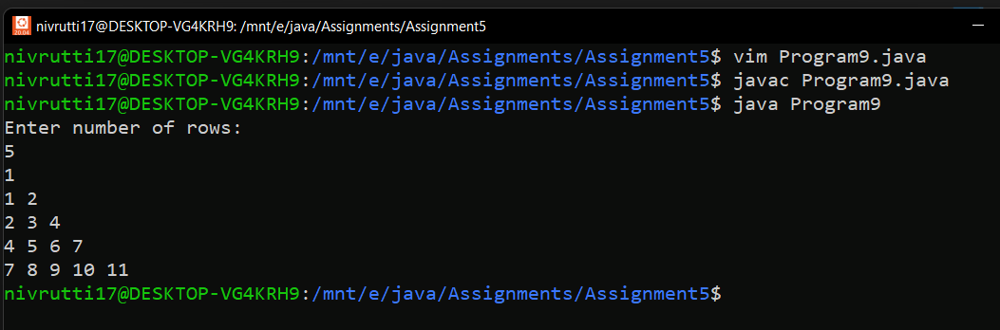 20.04
nivrutti17@DESKTOP-VG4KRH9: /mnt/e/java/Assignments/Assignment5
nivrutti17@DESKTOP-VG4KRH9:/mnt/e/java/Assignments/Assignment5$ vim Program9.java
nivrutti17@DESKTOP-VG4KRH9:/mnt/e/java/Assignments/Assignment5$ javac Program9.java
nivrutti17@DESKTOP-VG4KRH9:/mnt/e/java/Assignments/Assignment5$ java Program9
Enter number of rows:
5
1
1 2
2 3 4
4 5 6 7
7 8 9 10 11
nivrutti17@DESKTOP-VG4KRH9:/mnt/e/java/Assignments/Assignment5$